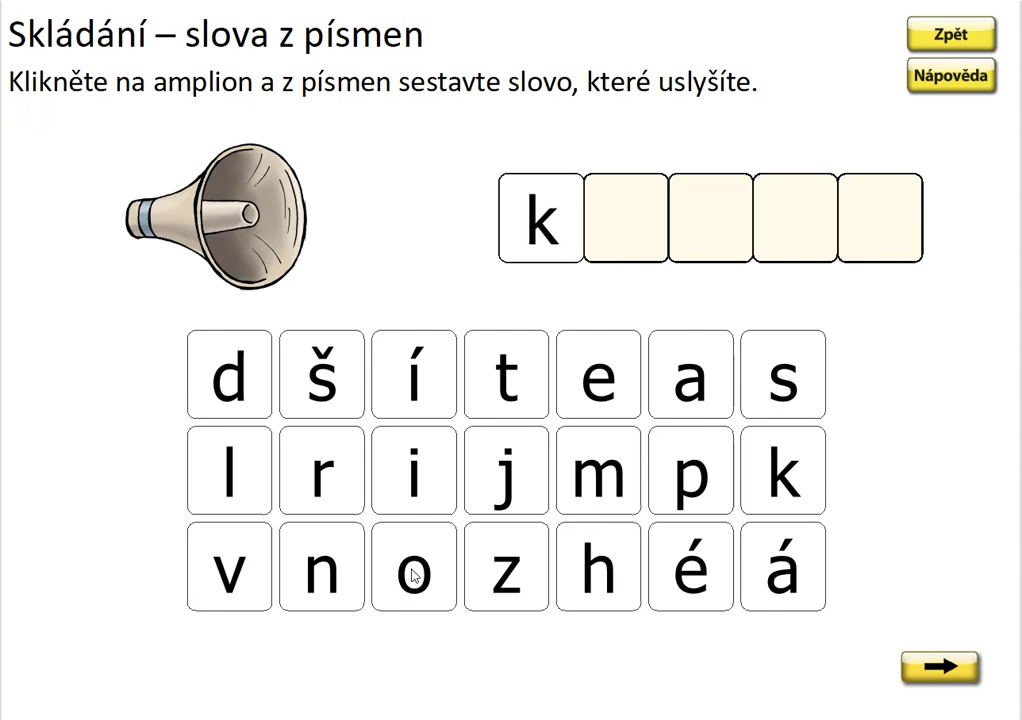 Skládání – slova z písmen
Zpět
Klikněte na amplion a z písmen sestavte slovo, které uslyšíte.
Nápověda
k
d š í t e a s
l r i j m p k
v n o z h é á